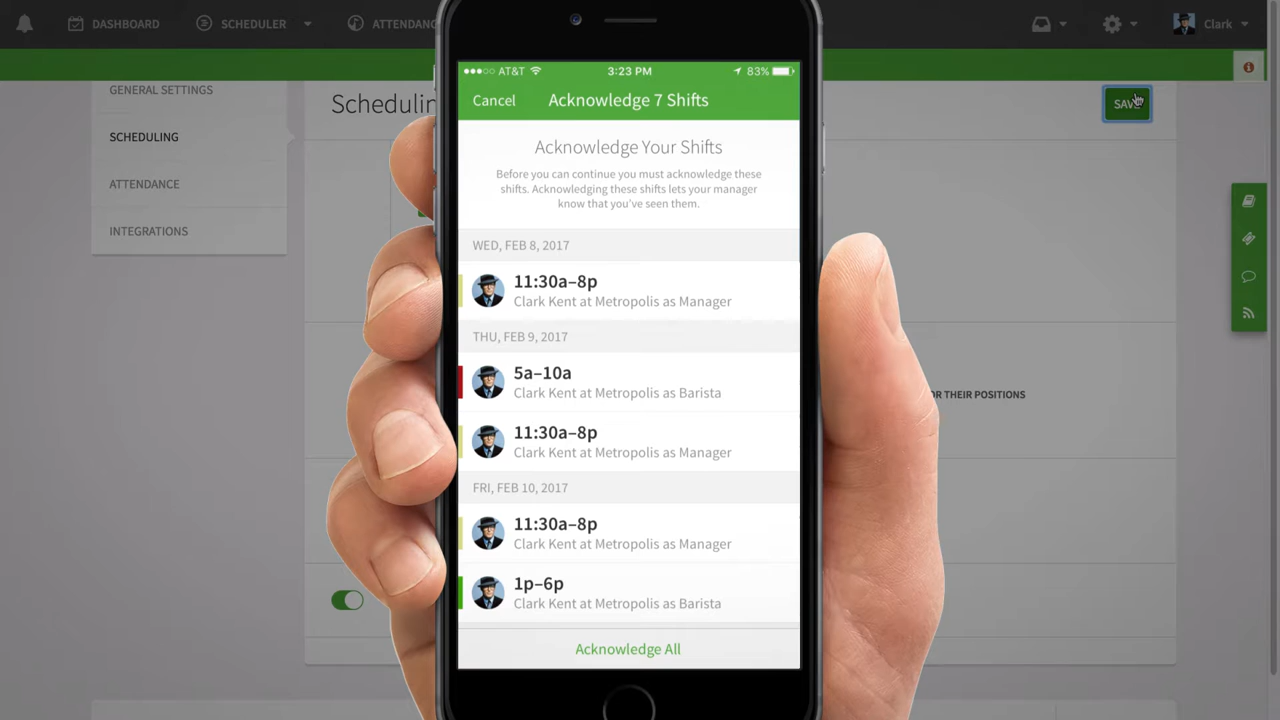 DASHBOARD
SCHEDULER
Clark
GENERAL SETTINGS
SCHEDULING
ATTENDANCE
INTEGRATIONS
AT&T
3:23 PM
83%
Cancel
Acknowledge 7 Shifts
Acknowledge Your Shifts
Before you can continue you must acknowledge these
shifts. Acknowledging these shifts lets your manager
know that you've seen them.
WED, FEB 8, 2017
11:30a–8p
Clark Kent at Metropolis as Manager
THU, FEB 9, 2017
5a–10a
Clark Kent at Metropolis as Barista
11:30a–8p
Clark Kent at Metropolis as Manager
FRI, FEB 10, 2017
11:30a–8p
Clark Kent at Metropolis as Manager
1p–6p
Clark Kent at Metropolis as Barista
Acknowledge All
THEIR POSITIONS